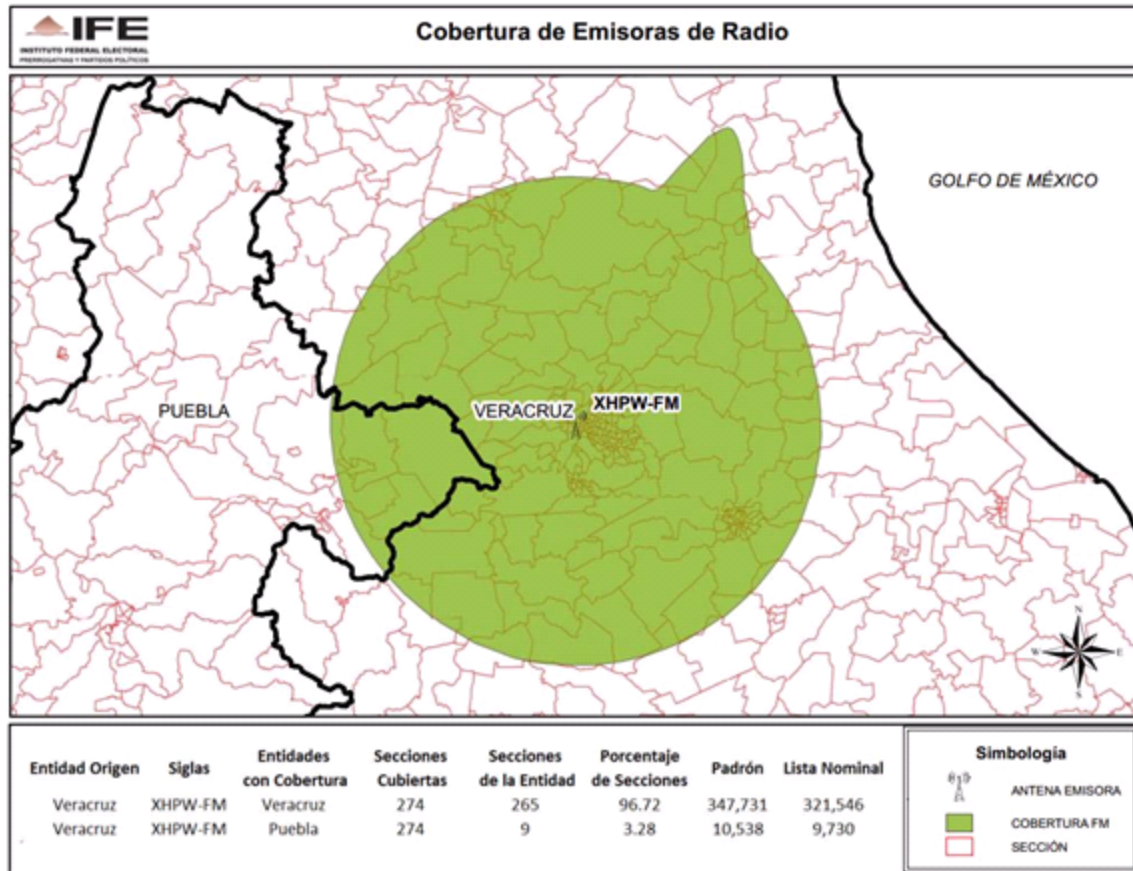 IFE
INSTITUTO FEDERAL ELECTORAL
PRERROGATIVAS Y PARTIDOS POLÍTICOS
Cobertura de Emisoras de Radio
GOLFO DE MÉXICO
PUEBLA
VERACRUZ
XHPW-FM
N
W
E
S
Entidad Origen Siglas Entidades con Cobertura Secciones Cubiertas Secciones de la Entidad Porcentaje de Secciones Padrón Lista Nominal
Veracruz XHPW-FM Veracruz 274 265 96.72 347,731 321,546
Veracruz XHPW-FM Puebla 274 9 3.28 10,538 9,730
Simbología
ANTENA EMISORA
COBERTURA FM
SECCIÓN